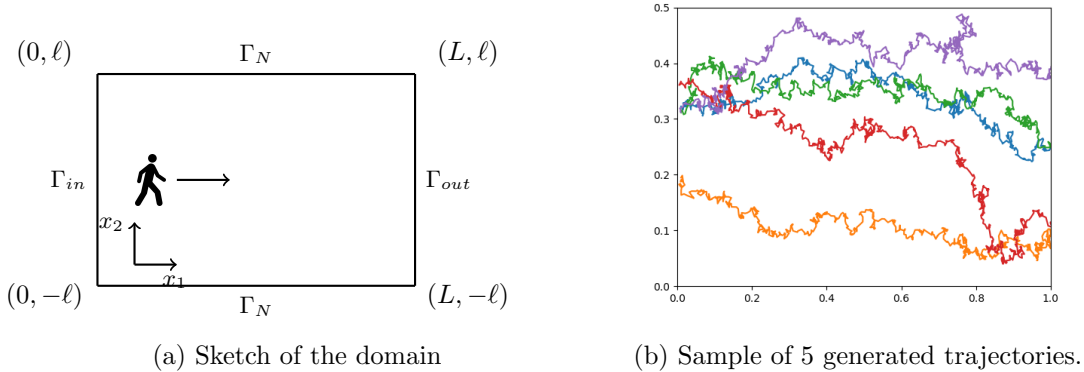 (0, ℓ)
Γ_N
(L, ℓ)
Γ_in
Γ_out
x_2
x_1
(0, −ℓ)
Γ_N
(L, −ℓ)
(a) Sketch of the domain
0.5
0.4
0.3
0.2
0.1
0.0
0.0 0.2 0.4 0.6 0.8 1.0
(b) Sample of 5 generated trajectories.